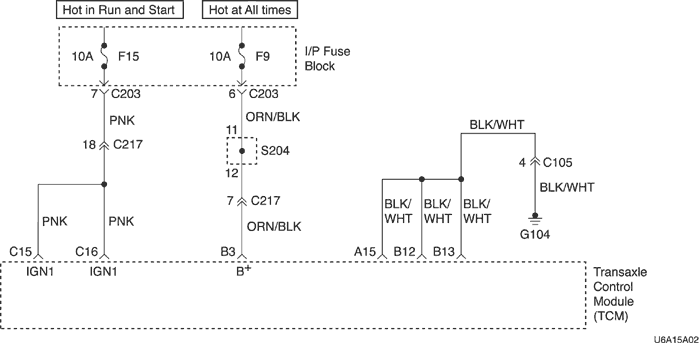 Hot in Run and Start
Hot at All times
10A F15
10A F9
I/P Fuse
Block
7 C203
6 C203
PNK
ORN/BLK
11
18 C217
S204
12
BLK/WHT
4 C105
7 C217
BLK/WHT
PNK
PNK
ORN/BLK
BLK/
WHT
BLK/
WHT
BLK/
WHT
G104
C15
C16
B3
A15
B12
B13
IGN1
IGN1
B+
Transaxle
Control
Module
(TCM)
U6A15A02